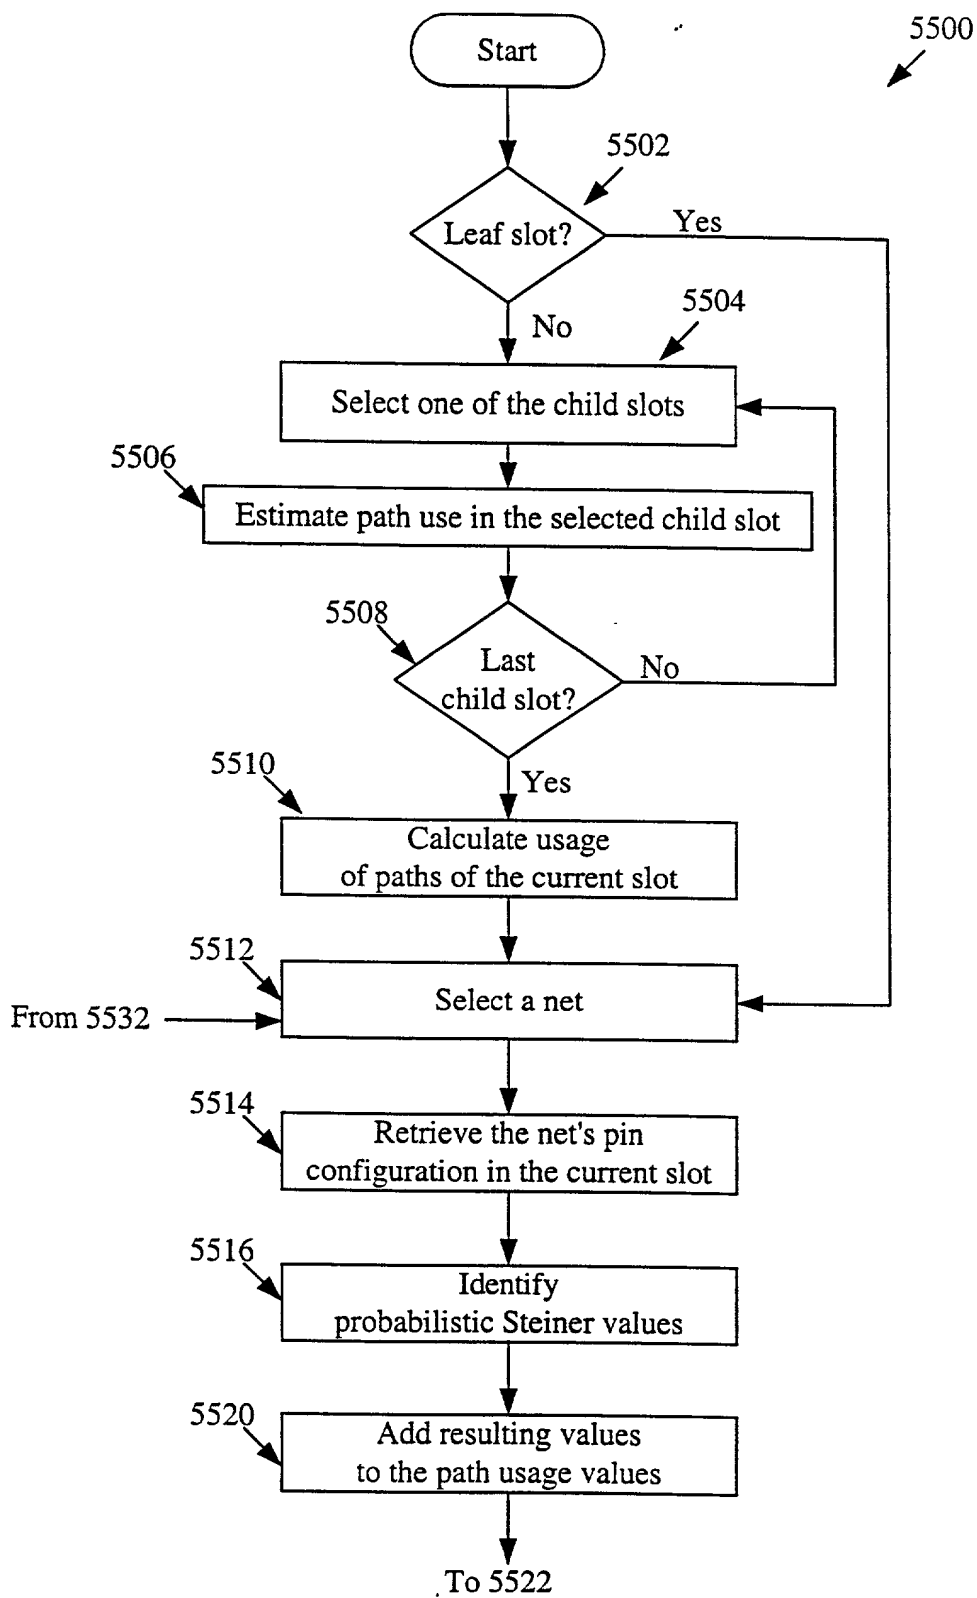 5500
Start
5502
Leaf slot?
Yes
No
5504
Select one of the child slots
5506
Estimate path use in the selected child slot
5508
Last
child slot?
No
Yes
5510
Calculate usage
of paths of the current slot
5512
Select a net
From 5532
5514
Retrieve the net's pin
configuration in the current slot
5516
Identify
probabilistic Steiner values
5520
Add resulting values
to the path usage values
To 5522